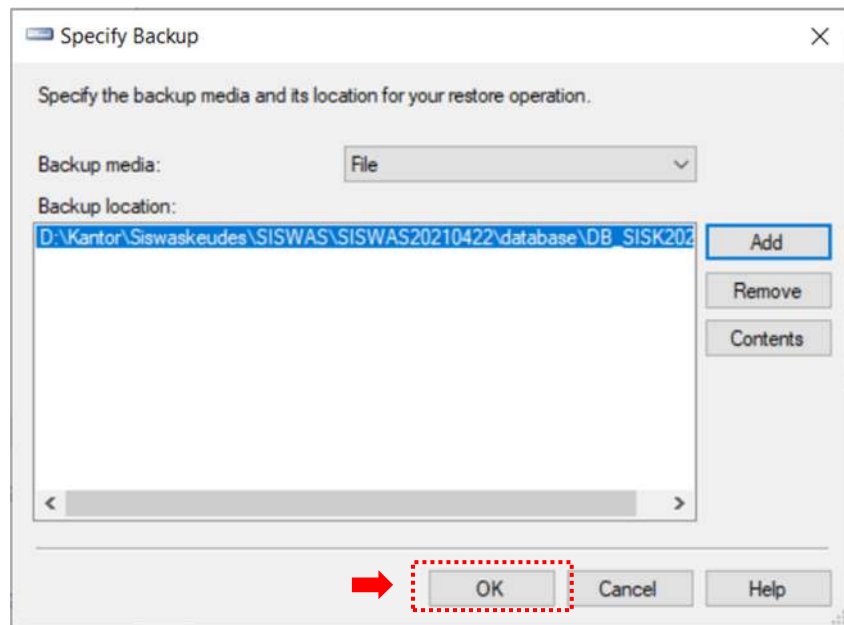 Specify Backup
Specify the backup media and its location for your restore operation.
Backup media:
File
Backup location:
D:\Kantor\Siswaskeudes\SISWAS\SISWAS20210422\database\DB_SISK202
Add
Remove
Contents
OK
Cancel
Help